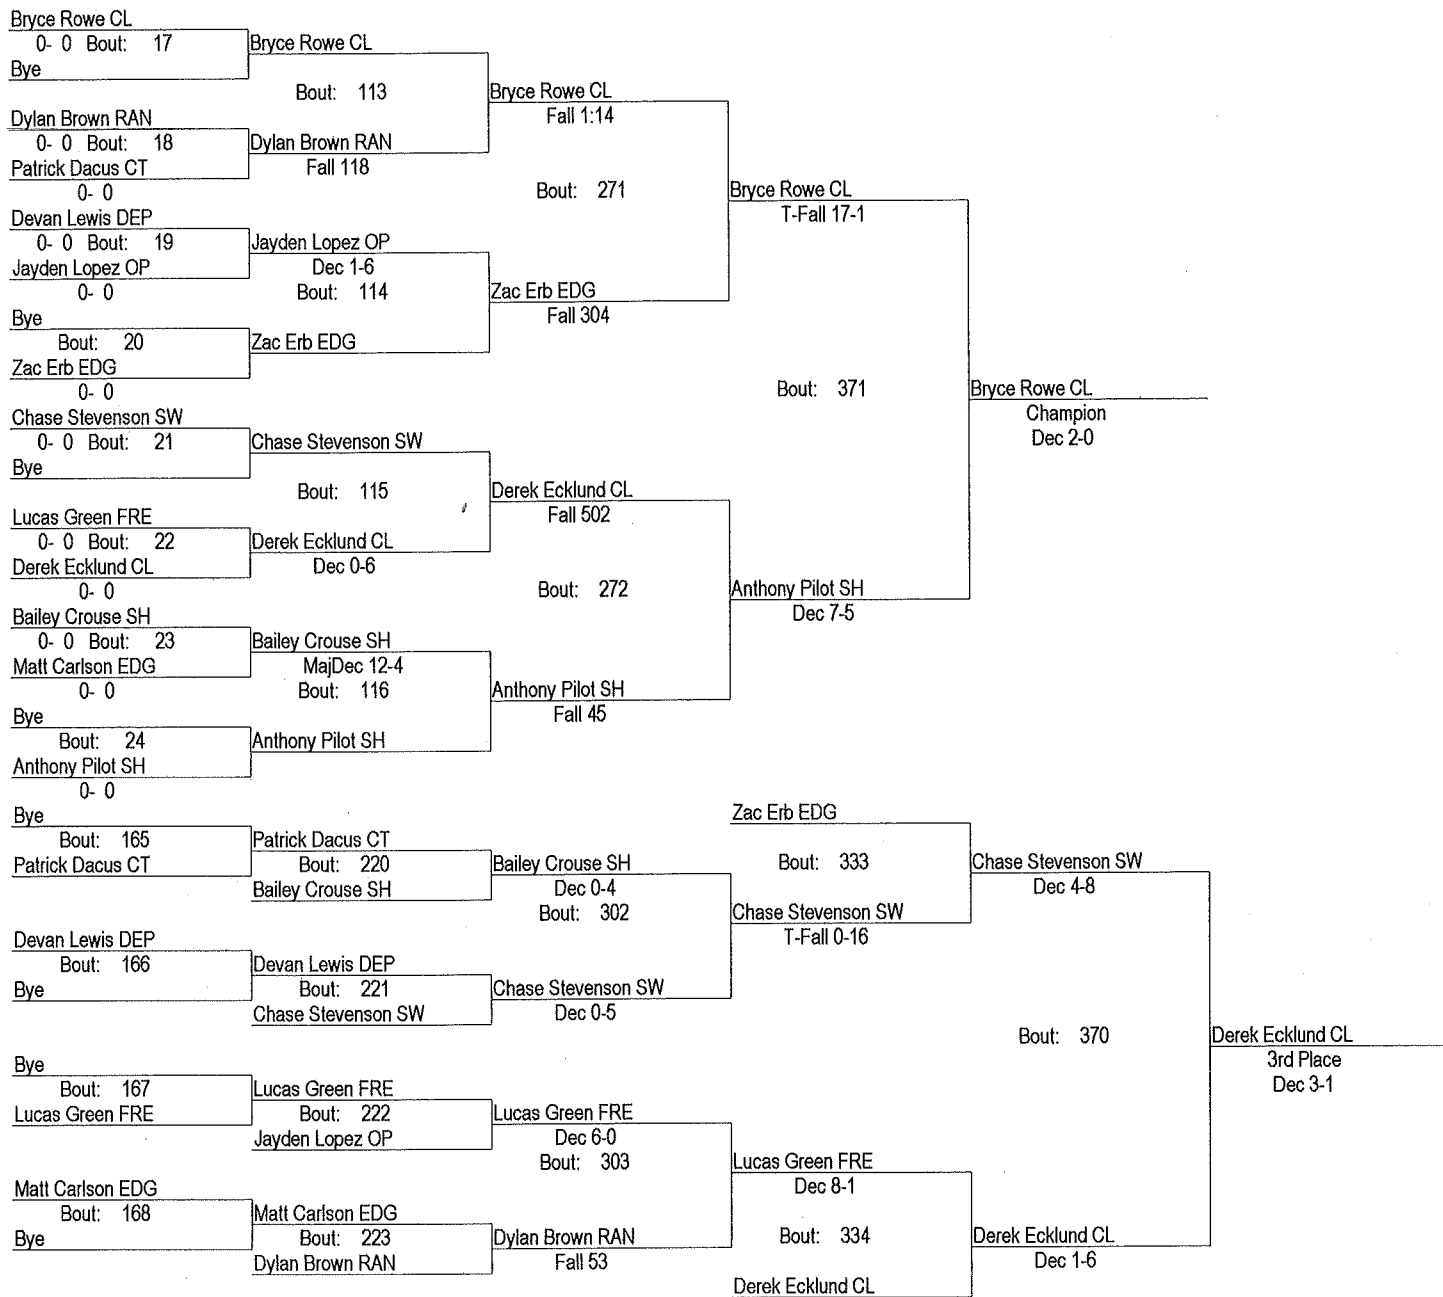 Bryce Rowe CL
0- 0 Bout: 17
Bye
Bryce Rowe CL
Bout: 113
Dylan Brown RAN
0- 0 Bout: 18
Patrick Dacus CT
0- 0
Dylan Brown RAN
Fall 118
Bryce Rowe CL
Fall 1:14
Bout: 271
Devan Lewis DEP
0- 0 Bout: 19
Jayden Lopez OP
0- 0
Jayden Lopez OP
Dec 1-6
Bout: 114
Bye
Bout: 20
Zac Erb EDG
0- 0
Zac Erb EDG
Zac Erb EDG
Fall 304
Bryce Rowe CL
T-Fall 17-1
Bout: 371
Bryce Rowe CL
Champion
Dec 2-0
Chase Stevenson SW
0- 0 Bout: 21
Bye
Chase Stevenson SW
Bout: 115
Lucas Green FRE
0- 0 Bout: 22
Derek Ecklund CL
0- 0
Derek Ecklund CL
Dec 0-6
Derek Ecklund CL
Fall 502
Bout: 272
Bailey Crouse SH
0- 0 Bout: 23
Matt Carlson EDG
0- 0
Bailey Crouse SH
MajDec 12-4
Bout: 116
Bye
Bout: 24
Anthony Pilot SH
0- 0
Anthony Pilot SH
Anthony Pilot SH
Fall 45
Anthony Pilot SH
Dec 7-5
Bye
Bout: 165
Patrick Dacus CT
Patrick Dacus CT
Bout: 220
Bailey Crouse SH
Bailey Crouse SH
Dec 0-4
Bout: 302
Devan Lewis DEP
Bout: 166
Bye
Devan Lewis DEP
Bout: 221
Chase Stevenson SW
Chase Stevenson SW
Dec 0-5
Zac Erb EDG
Bout: 333
Chase Stevenson SW
T-Fall 0-16
Chase Stevenson SW
Dec 4-8
Bout: 370
Derek Ecklund CL
3rd Place
Dec 3-1
Bye
Bout: 167
Lucas Green FRE
Lucas Green FRE
Bout: 222
Jayden Lopez OP
Lucas Green FRE
Dec 6-0
Bout: 303
Matt Carlson EDG
Bout: 168
Bye
Matt Carlson EDG
Bout: 223
Dylan Brown RAN
Dylan Brown RAN
Fall 53
Lucas Green FRE
Dec 8-1
Bout: 334
Derek Ecklund CL
Derek Ecklund CL
Dec 1-6